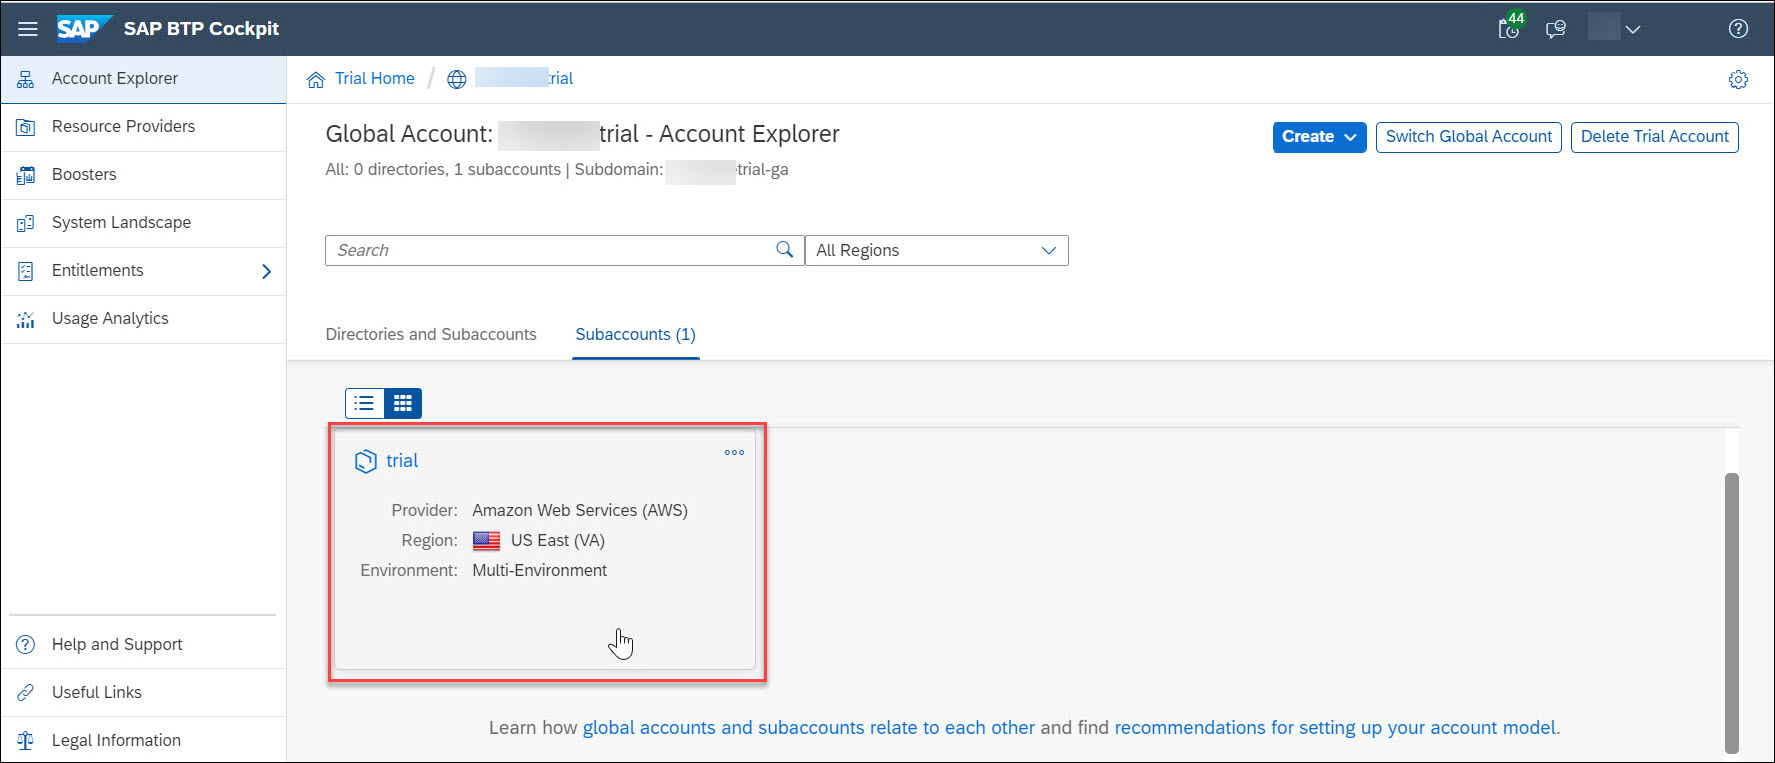 SAP SAP BTP Cockpit 44
Account Explorer
Resource Providers
Boosters
System Landscape
Entitlements
Usage Analytics
Help and Support
Useful Links
Legal Information
Trial Home / trial
Global Account: trial - Account Explorer
Create Switch Global Account Delete Trial Account
All: 0 directories, 1 subaccounts | Subdomain: trial-ga
Search All Regions
Directories and Subaccounts Subaccounts (1)
trial
Provider: Amazon Web Services (AWS)
Region: US East (VA)
Environment: Multi-Environment
Learn how global accounts and subaccounts relate to each other and find recommendations for setting up your account model.